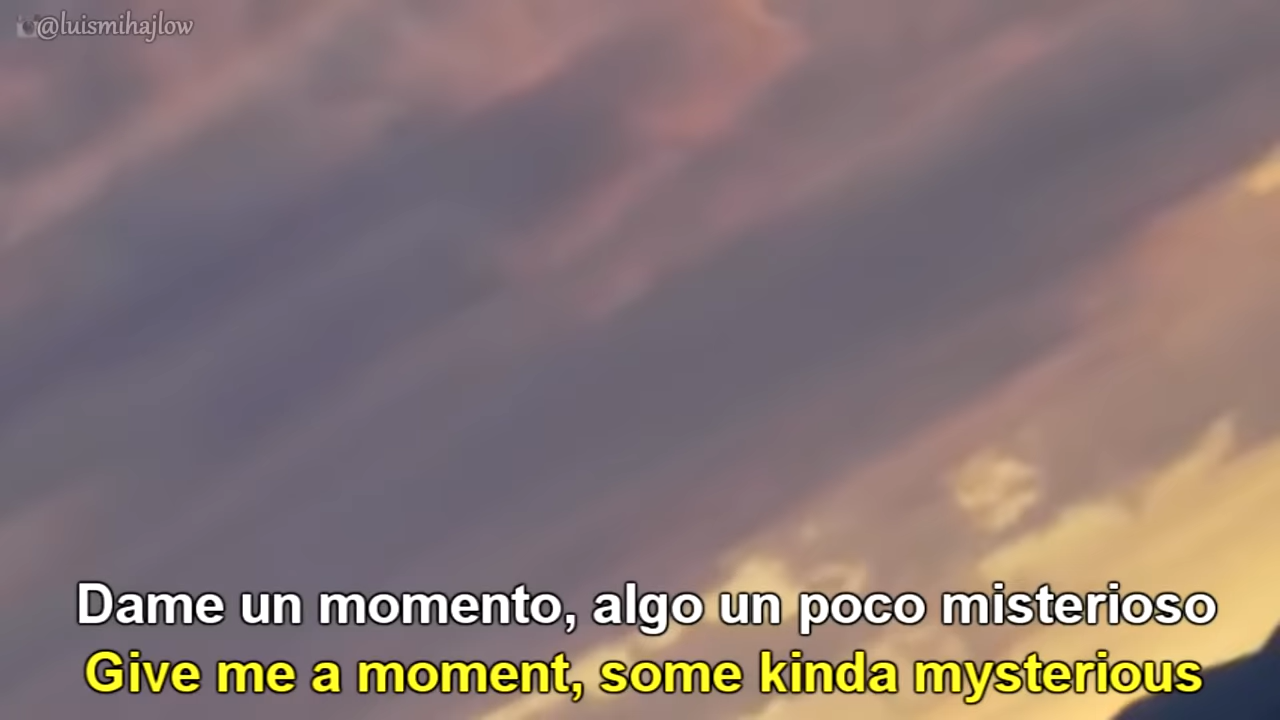 @luismihajlow
Dame un momento, algo un poco misterioso
Give me a moment, some kinda mysterious